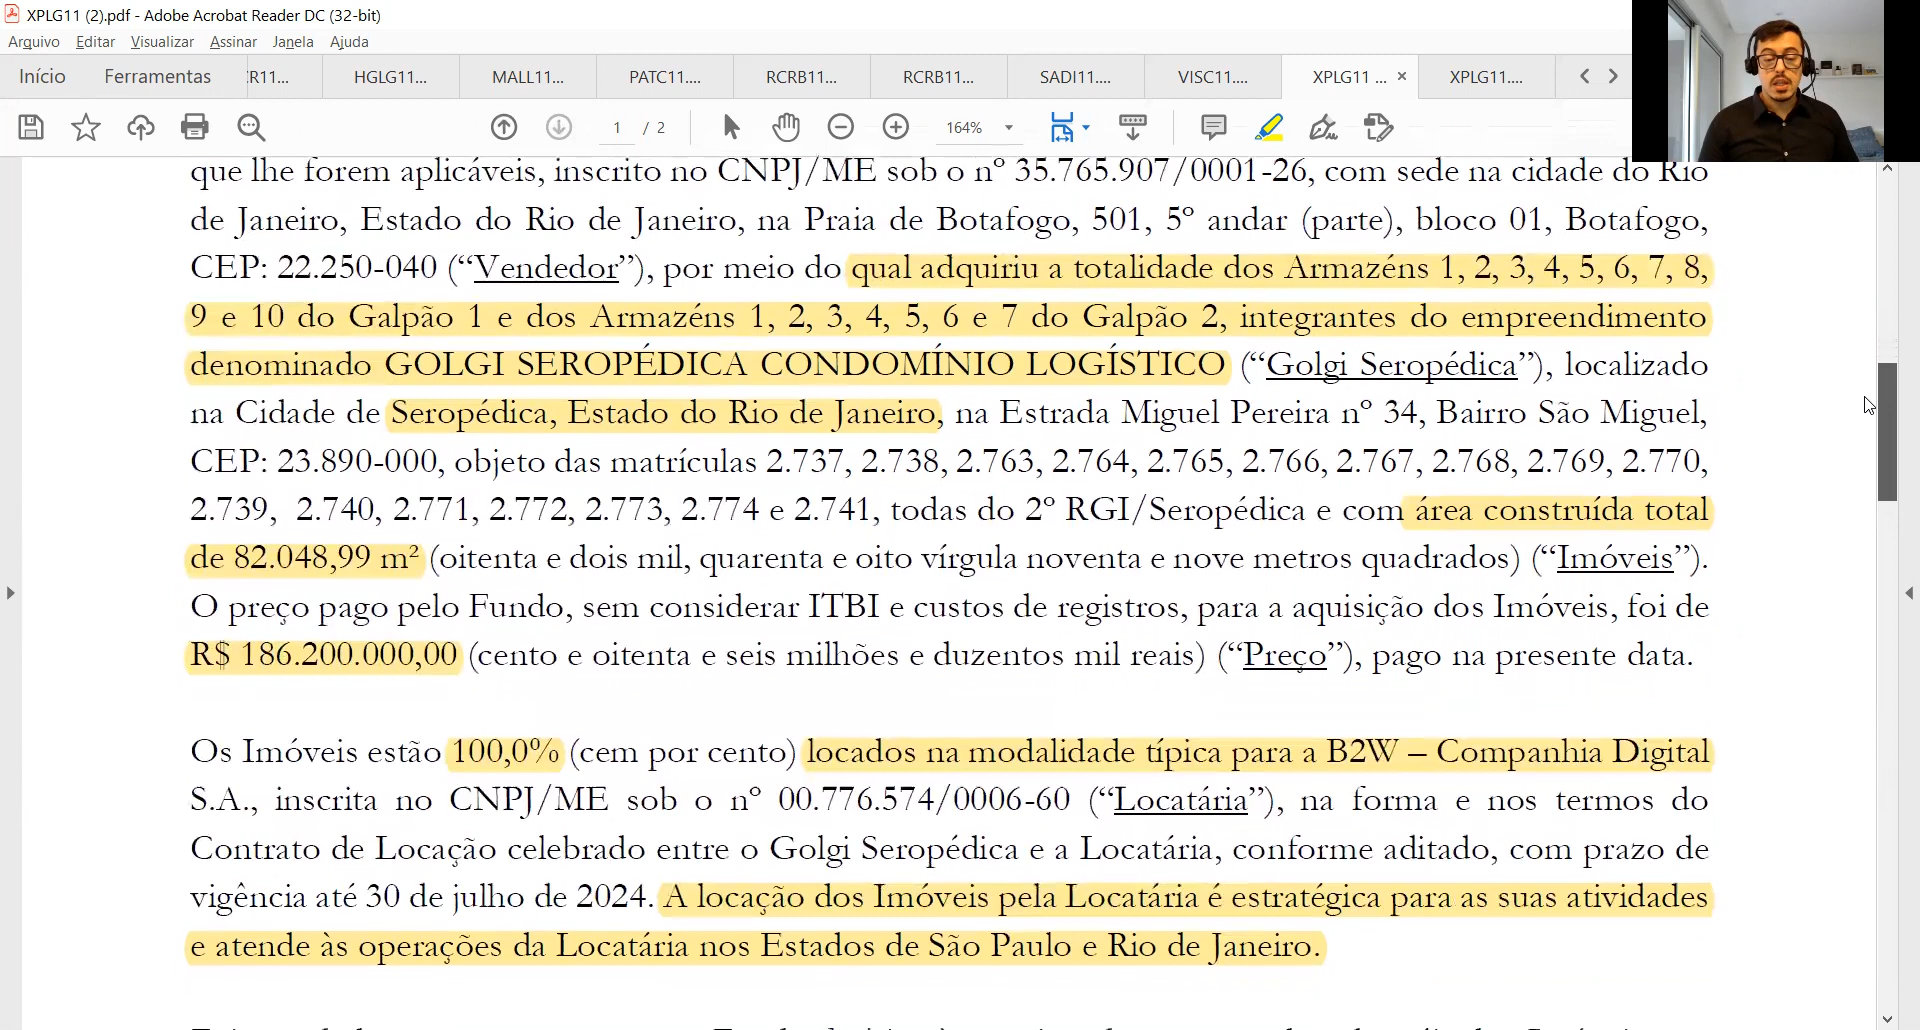 XPLG11 (2).pdf - Adobe Acrobat Reader DC (32-bit)
Arquivo Editar Visualizar Assinar Janela Ajuda
Início Ferramentas R11... HGLG11... MALL11... PATC11.... RCRB11... RCRB11... SADI11.... VISC11.... XPLG11 ... × XPLG11....
1 / 2 164%
que lhe forem aplicáveis, inscrito no CNPJ/ME sob o nº 35.765.907/0001-26, com sede na cidade do Rio
de Janeiro, Estado do Rio de Janeiro, na Praia de Botafogo, 501, 5º andar (parte), bloco 01, Botafogo,
CEP: 22.250-040 (“Vendedor”), por meio do qual adquiriu a totalidade dos Armazéns 1, 2, 3, 4, 5, 6, 7, 8,
9 e 10 do Galpão 1 e dos Armazéns 1, 2, 3, 4, 5, 6 e 7 do Galpão 2, integrantes do empreendimento
denominado GOLGI SEROPÉDICA CONDOMÍNIO LOGÍSTICO (“Golgi Seropédica”), localizado
na Cidade de Seropédica, Estado do Rio de Janeiro, na Estrada Miguel Pereira nº 34, Bairro São Miguel,
CEP: 23.890-000, objeto das matrículas 2.737, 2.738, 2.763, 2.764, 2.765, 2.766, 2.767, 2.768, 2.769, 2.770,
2.739, 2.740, 2.771, 2.772, 2.773, 2.774 e 2.741, todas do 2º RGI/Seropédica e com área construída total
de 82.048,99 m² (oitenta e dois mil, quarenta e oito vírgula noventa e nove metros quadrados) (“Imóveis”).
O preço pago pelo Fundo, sem considerar ITBI e custos de registros, para a aquisição dos Imóveis, foi de
R$ 186.200.000,00 (cento e oitenta e seis milhões e duzentos mil reais) (“Preço”), pago na presente data.
Os Imóveis estão 100,0% (cem por cento) locados na modalidade típica para a B2W – Companhia Digital
S.A., inscrita no CNPJ/ME sob o nº 00.776.574/0006-60 (“Locatária”), na forma e nos termos do
Contrato de Locação celebrado entre o Golgi Seropédica e a Locatária, conforme aditado, com prazo de
vigência até 30 de julho de 2024. A locação dos Imóveis pela Locatária é estratégica para as suas atividades
e atende às operações da Locatária nos Estados de São Paulo e Rio de Janeiro.